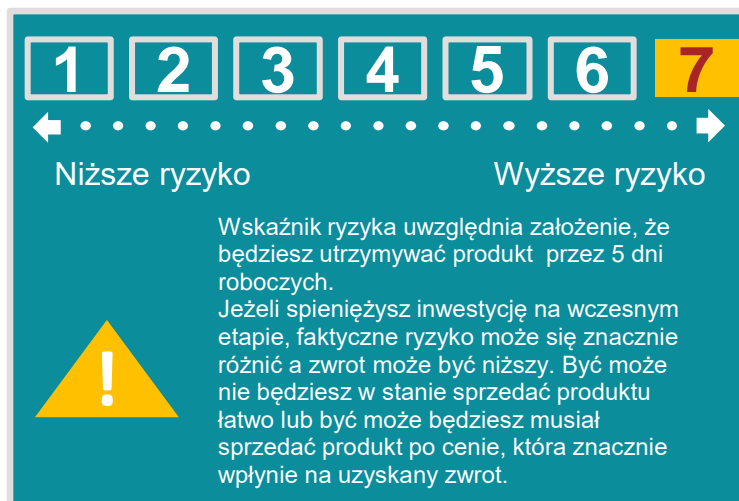 1 2 3 4 5 6 7
Niższe ryzyko Wyższe ryzyko
Wskaźnik ryzyka uwzględnia założenie, że
będziesz utrzymywać produkt przez 5 dni
roboczych.
Jeżeli spieniężysz inwestycję na wczesnym
etapie, faktyczne ryzyko może się znacznie
różnić a zwrot może być niższy. Być może
nie będziesz w stanie sprzedać produktu
łatwo lub być może będziesz musiał
sprzedać produkt po cenie, która znacznie
wpłynie na uzyskany zwrot.
!